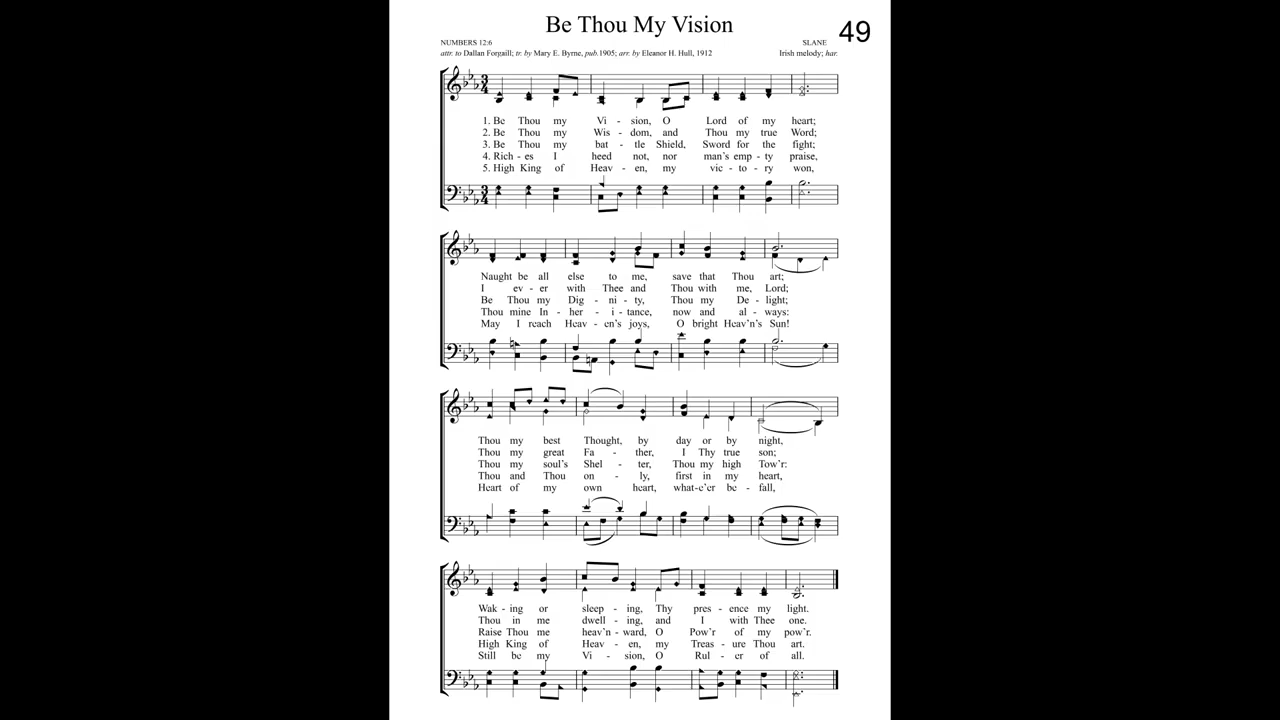 Be Thou My Vision
49
NUMBERS 12:6
SLANE
attr. to Dallan Forgaill; tr. by Mary E. Byrne, pub.1905; arr. by Eleanor H. Hull, 1912
Irish melody; har.
3
4
1. Be Thou my Vi - sion, O Lord of my heart;
2. Be Thou my Wis - dom, and Thou my true Word;
3. Be Thou my bat - tle Shield, Sword for the fight;
4. Rich - es I heed not, nor man's emp - ty praise,
5. High King of Heav - en, my vic - to - ry won,
3
4
Naught be all else to me, save that Thou art;
I ev - er with Thee and Thou with me, Lord;
Be Thou my Dig - ni - ty, Thou my De - light;
Thou mine In - her - i - tance, now and al - ways:
May I reach Heav - en's joys, O bright Heav'n's Sun!
Thou my best Thought, by day or by night,
Thou my great Fa - ther, I Thy true son;
Thou my soul's Shel - ter, Thou my high Tow'r:
Thou and Thou on - ly, first in my heart,
Heart of my own heart, what-e'er be - fall,
Wak - ing or sleep - ing, Thy pres - ence my light.
Thou in me dwell - ing, and I with Thee one.
Raise Thou me heav'n - ward, O Pow'r of my pow'r.
High King of Heav - en, my Treas - ure Thou art.
Still be my Vi - sion, O Rul - er of all.